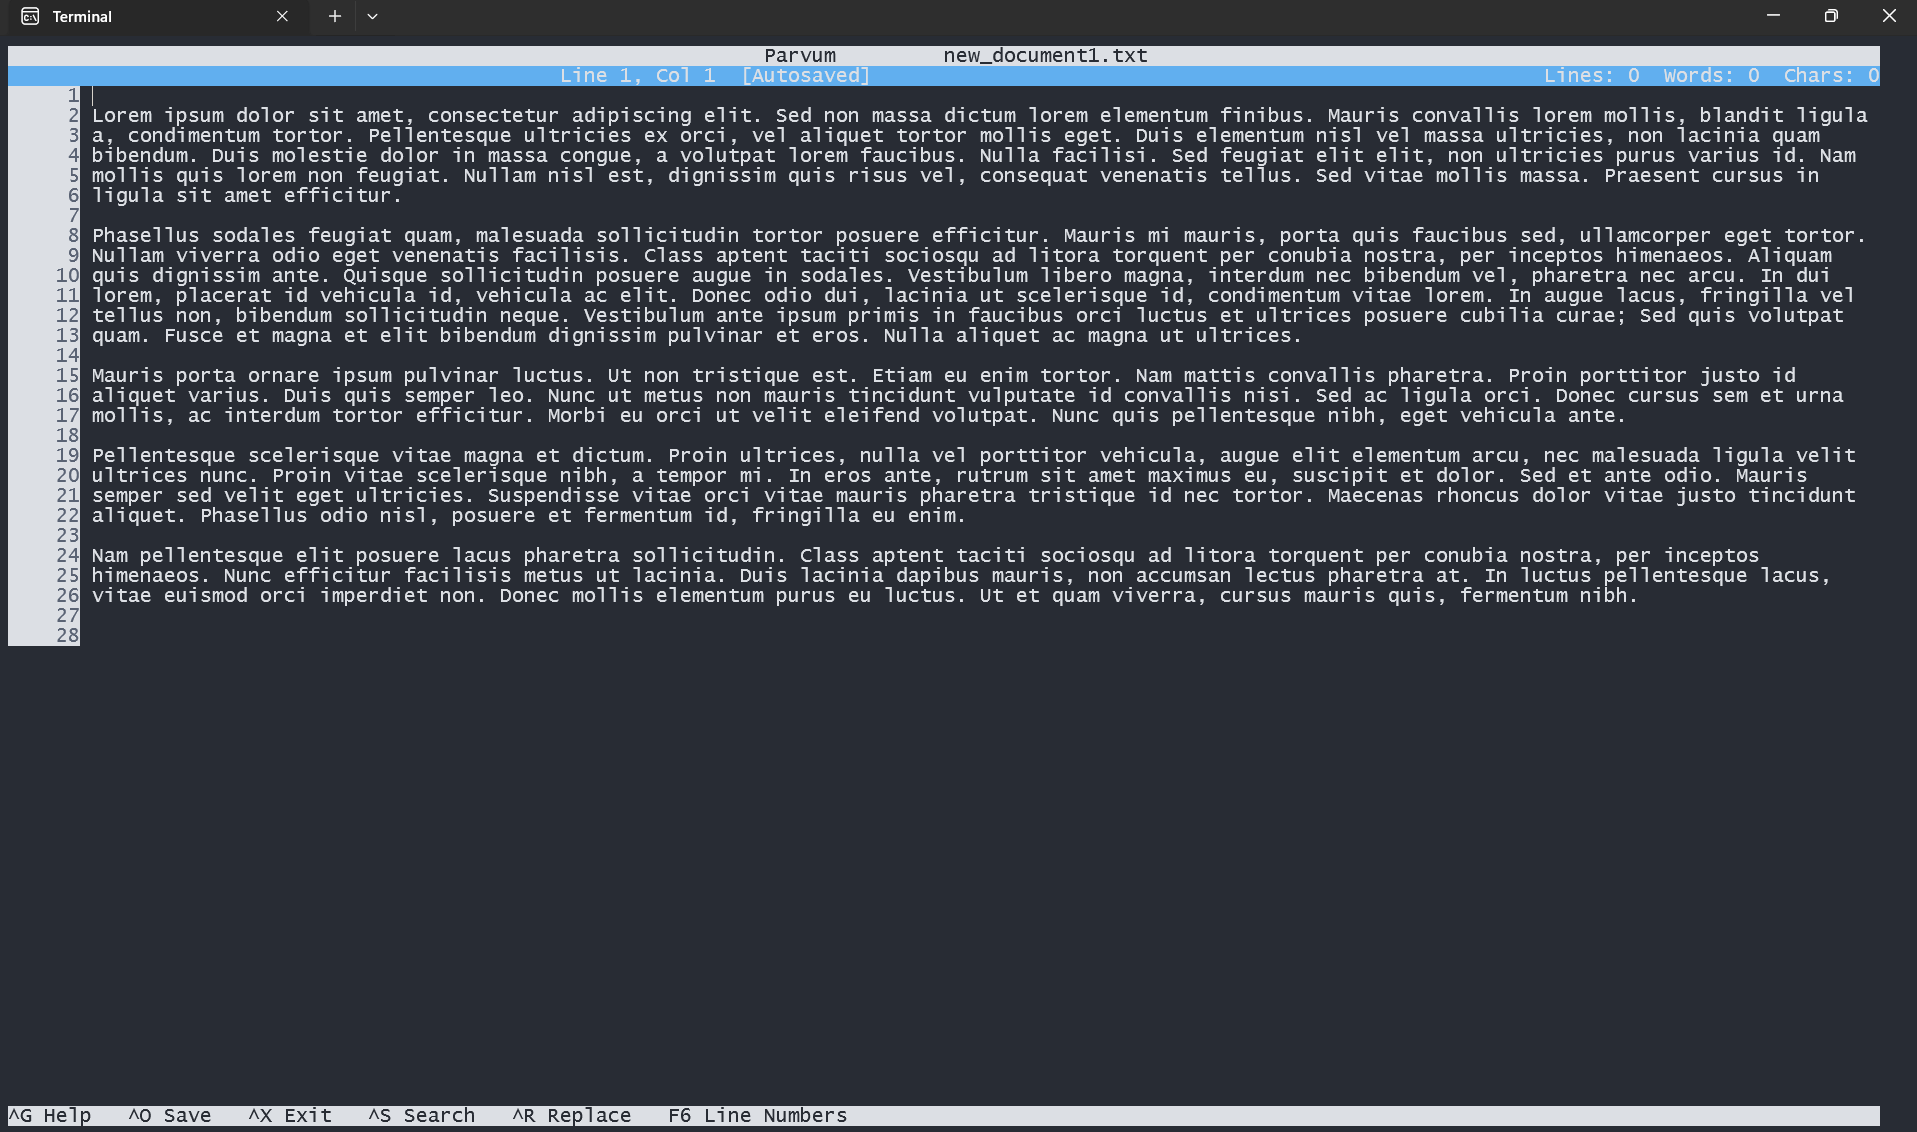 Terminal
Parvum new_document1.txt
Line 1, Col 1 [Autosaved] Lines: 0 Words: 0 Chars: 0
1
2 Lorem ipsum dolor sit amet, consectetur adipiscing elit. Sed non massa dictum lorem elementum finibus. Mauris convallis lorem mollis, blandit ligula
3 a, condimentum tortor. Pellentesque ultricies ex orci, vel aliquet tortor mollis eget. Duis elementum nisl vel massa ultricies, non lacinia quam
4 bibendum. Duis molestie dolor in massa congue, a volutpat lorem faucibus. Nulla facilisi. Sed feugiat elit elit, non ultricies purus varius id. Nam
5 mollis quis lorem non feugiat. Nullam nisl est, dignissim quis risus vel, consequat venenatis tellus. Sed vitae mollis massa. Praesent cursus in
6 ligula sit amet efficitur.
7
8 Phasellus sodales feugiat quam, malesuada sollicitudin tortor posuere efficitur. Mauris mi mauris, porta quis faucibus sed, ullamcorper eget tortor.
9 Nullam viverra odio eget venenatis facilisis. Class aptent taciti sociosqu ad litora torquent per conubia nostra, per inceptos himenaeos. Aliquam
10 quis dignissim ante. Quisque sollicitudin posuere augue in sodales. Vestibulum libero magna, interdum nec bibendum vel, pharetra nec arcu. In dui
11 lorem, placerat id vehicula id, vehicula ac elit. Donec odio dui, lacinia ut scelerisque id, condimentum vitae lorem. In augue lacus, fringilla vel
12 tellus non, bibendum sollicitudin neque. Vestibulum ante ipsum primis in faucibus orci luctus et ultrices posuere cubilia curae; Sed quis volutpat
13 quam. Fusce et magna et elit bibendum dignissim pulvinar et eros. Nulla aliquet ac magna ut ultrices.
14
15 Mauris porta ornare ipsum pulvinar luctus. Ut non tristique est. Etiam eu enim tortor. Nam mattis convallis pharetra. Proin porttitor justo id
16 aliquet varius. Duis quis semper leo. Nunc ut metus non mauris tincidunt vulputate id convallis nisi. Sed ac ligula orci. Donec cursus sem et urna
17 mollis, ac interdum tortor efficitur. Morbi eu orci ut velit eleifend volutpat. Nunc quis pellentesque nibh, eget vehicula ante.
18
19 Pellentesque scelerisque vitae magna et dictum. Proin ultrices, nulla vel porttitor vehicula, augue elit elementum arcu, nec malesuada ligula velit
20 ultrices nunc. Proin vitae scelerisque nibh, a tempor mi. In eros ante, rutrum sit amet maximus eu, suscipit et dolor. Sed et ante odio. Mauris
21 semper sed velit eget ultricies. Suspendisse vitae orci vitae mauris pharetra tristique id nec tortor. Maecenas rhoncus dolor vitae justo tincidunt
22 aliquet. Phasellus odio nisl, posuere et fermentum id, fringilla eu enim.
23
24 Nam pellentesque elit posuere lacus pharetra sollicitudin. Class aptent taciti sociosqu ad litora torquent per conubia nostra, per inceptos
25 himenaeos. Nunc efficitur facilisis metus ut lacinia. Duis lacinia dapibus mauris, non accumsan lectus pharetra at. In luctus pellentesque lacus,
26 vitae euismod orci imperdiet non. Donec mollis elementum purus eu luctus. Ut et quam viverra, cursus mauris quis, fermentum nibh.
27
28
^G Help ^O Save ^X Exit ^S Search ^R Replace F6 Line Numbers